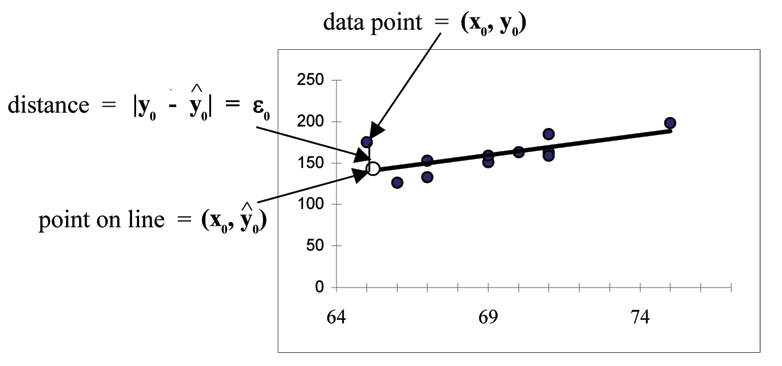 data point = (x₀, y₀)
distance = |y₀ - ŷ₀| = ε₀
point on line = (x₀, ŷ₀)
250
200
150
100
50
0
64 69 74